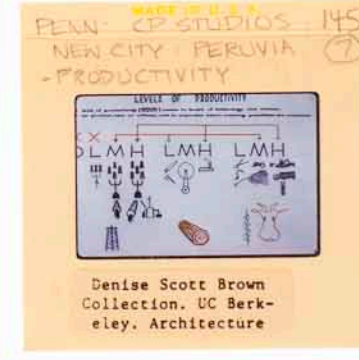 MADE IN U.S.A.
PENN: CP STUDIOS 145
NEW CITY: PERUVIA 7
- PRODUCTIVITY
LEVELS OF PRODUCTIVITY
X X
L M H L M H L M H
Denise Scott Brown
Collection. UC Berk-
eley. Architecture